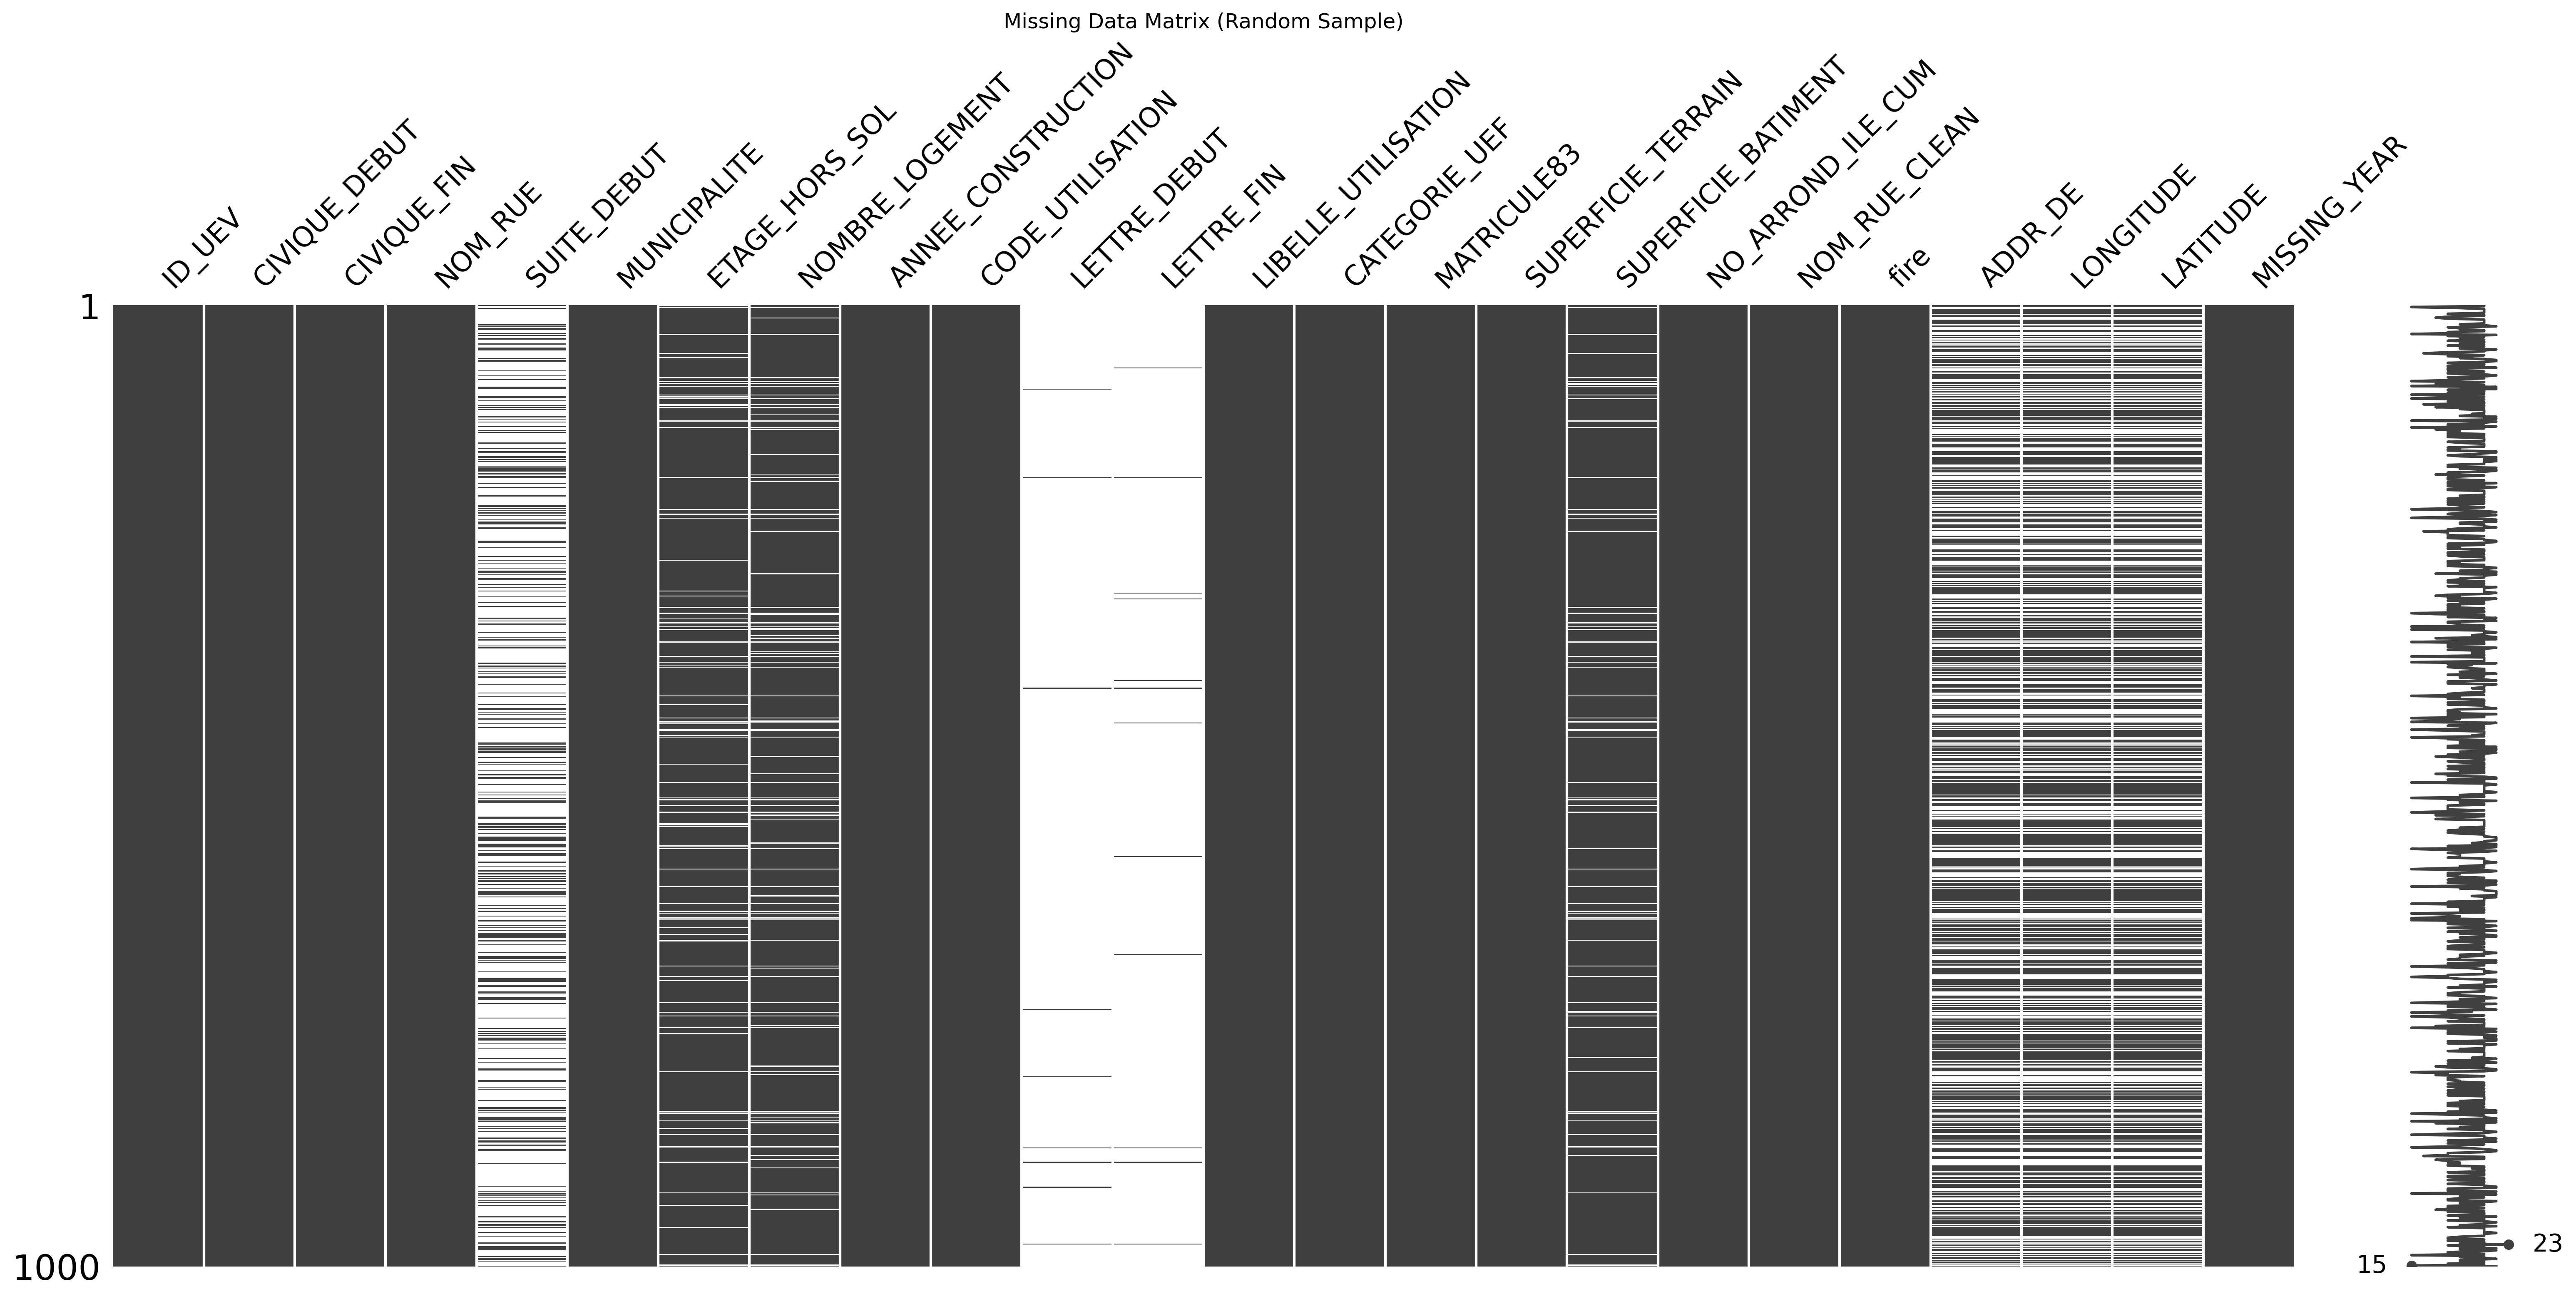 Missing Data Matrix (Random Sample)
ID_UEV
CIVIQUE_DEBUT
CIVIQUE_FIN
NOM_RUE
SUITE_DEBUT
MUNICIPALITE
ETAGE_HORS_SOL
NOMBRE_LOGEMENT
ANNEE_CONSTRUCTION
CODE_UTILISATION
LETTRE_DEBUT
LETTRE_FIN
LIBELLE_UTILISATION
CATEGORIE_UEF
MATRICULE83
SUPERFICIE_TERRAIN
SUPERFICIE_BATIMENT
NO_ARROND_ILE_CUM
NOM_RUE_CLEAN
fire
ADDR_DE
LONGITUDE
LATITUDE
MISSING_YEAR
1
23
15
1000